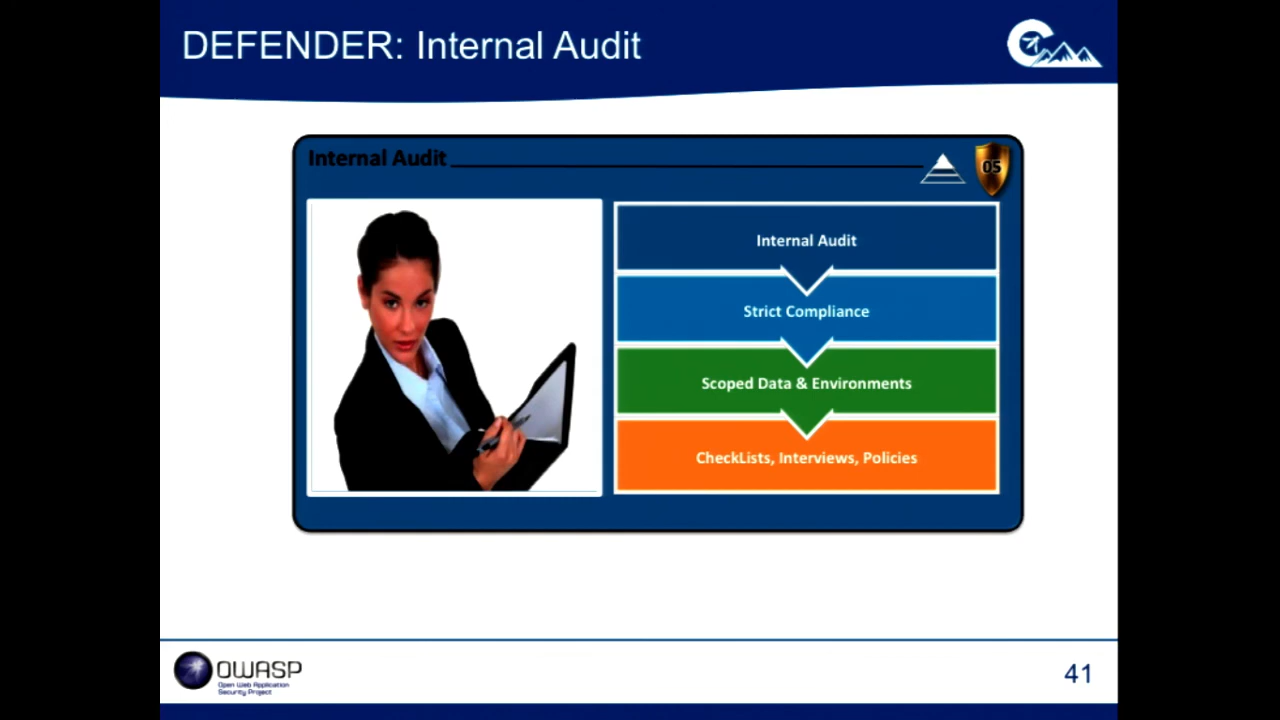 DEFENDER: Internal Audit
Internal Audit
05
Internal Audit
Strict Compliance
Scoped Data & Environments
CheckLists, Interviews, Policies
OWASP
Open Web Application
Security Project
41